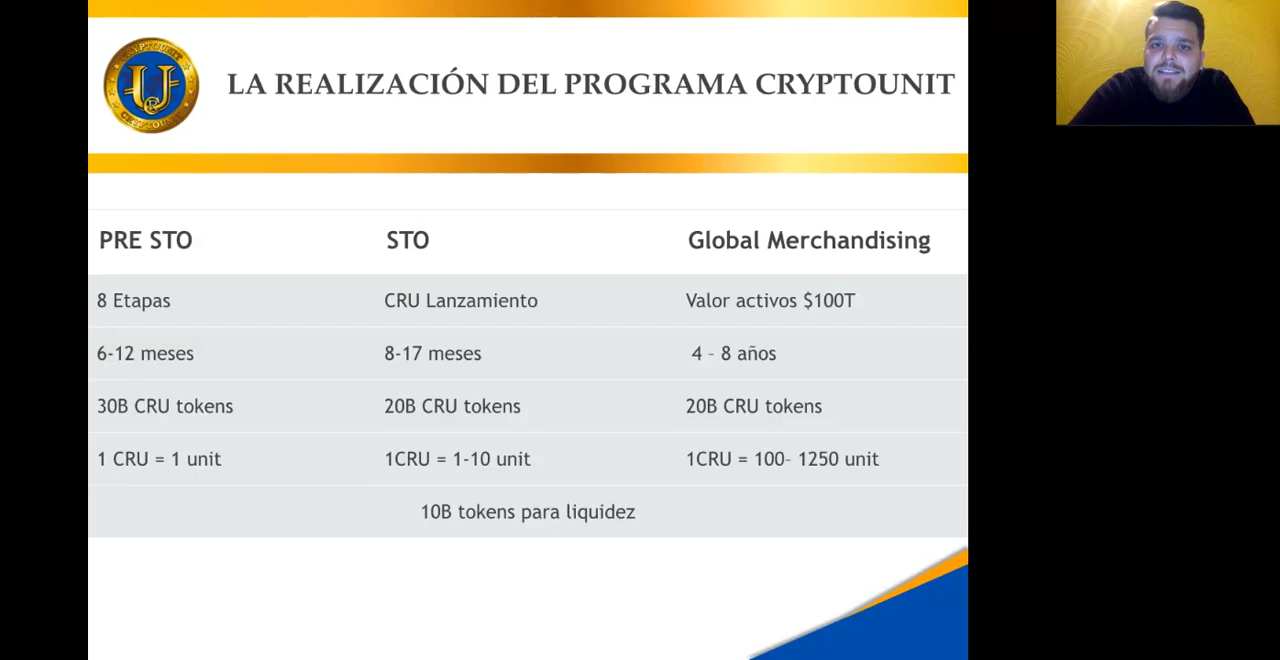 CRYPTOUNIT
U
®
CRYPTOUNIT
LA REALIZACIÓN DEL PROGRAMA CRYPTOUNIT
PRE STO STO Global Merchandising
8 Etapas CRU Lanzamiento Valor activos $100T
6-12 meses 8-17 meses 4 – 8 años
30B CRU tokens 20B CRU tokens 20B CRU tokens
1 CRU = 1 unit 1CRU = 1-10 unit 1CRU = 100– 1250 unit
10B tokens para liquidez